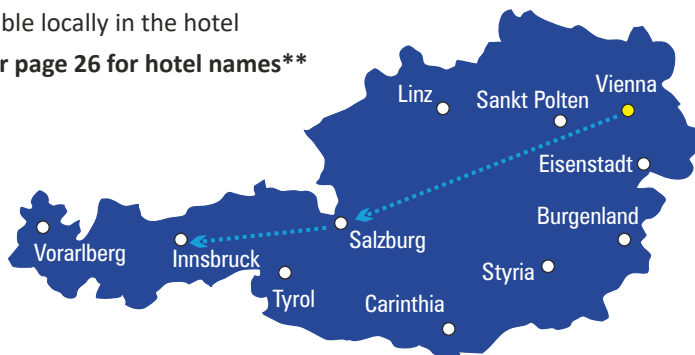 ble locally in the hotel
r page 26 for hotel names**
Vienna
Linz
Sankt Polten
Eisenstadt
Burgenland
Salzburg
Vorarlberg
Innsbruck
Styria
Tyrol
Carinthia